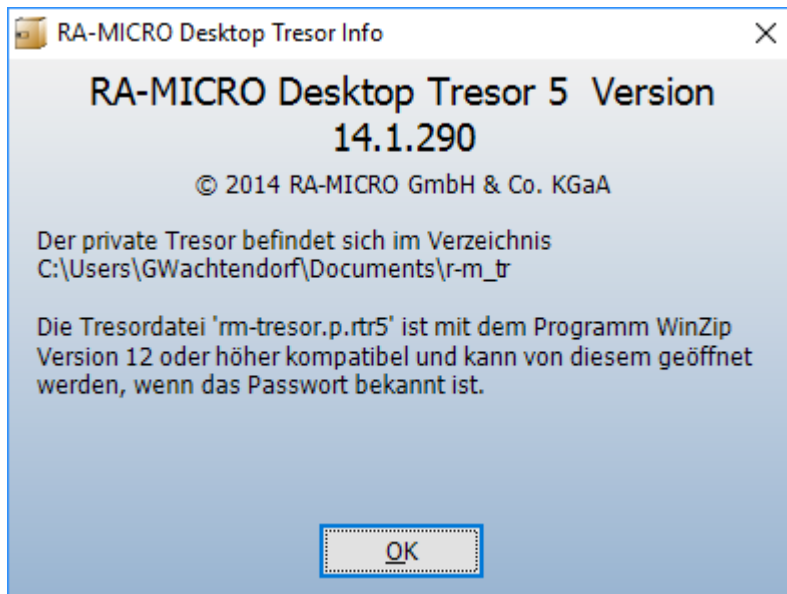 RA-MICRO Desktop Tresor Info
RA-MICRO Desktop Tresor 5  Version
14.1.290
© 2014 RA-MICRO GmbH & Co. KGaA
Der private Tresor befindet sich im Verzeichnis
C:\Users\GWachtendorf\Documents\r-m_tr
Die Tresordatei 'rm-tresor.p.rtr5' ist mit dem Programm WinZip
Version 12 oder höher kompatibel und kann von diesem geöffnet
werden, wenn das Passwort bekannt ist.
OK